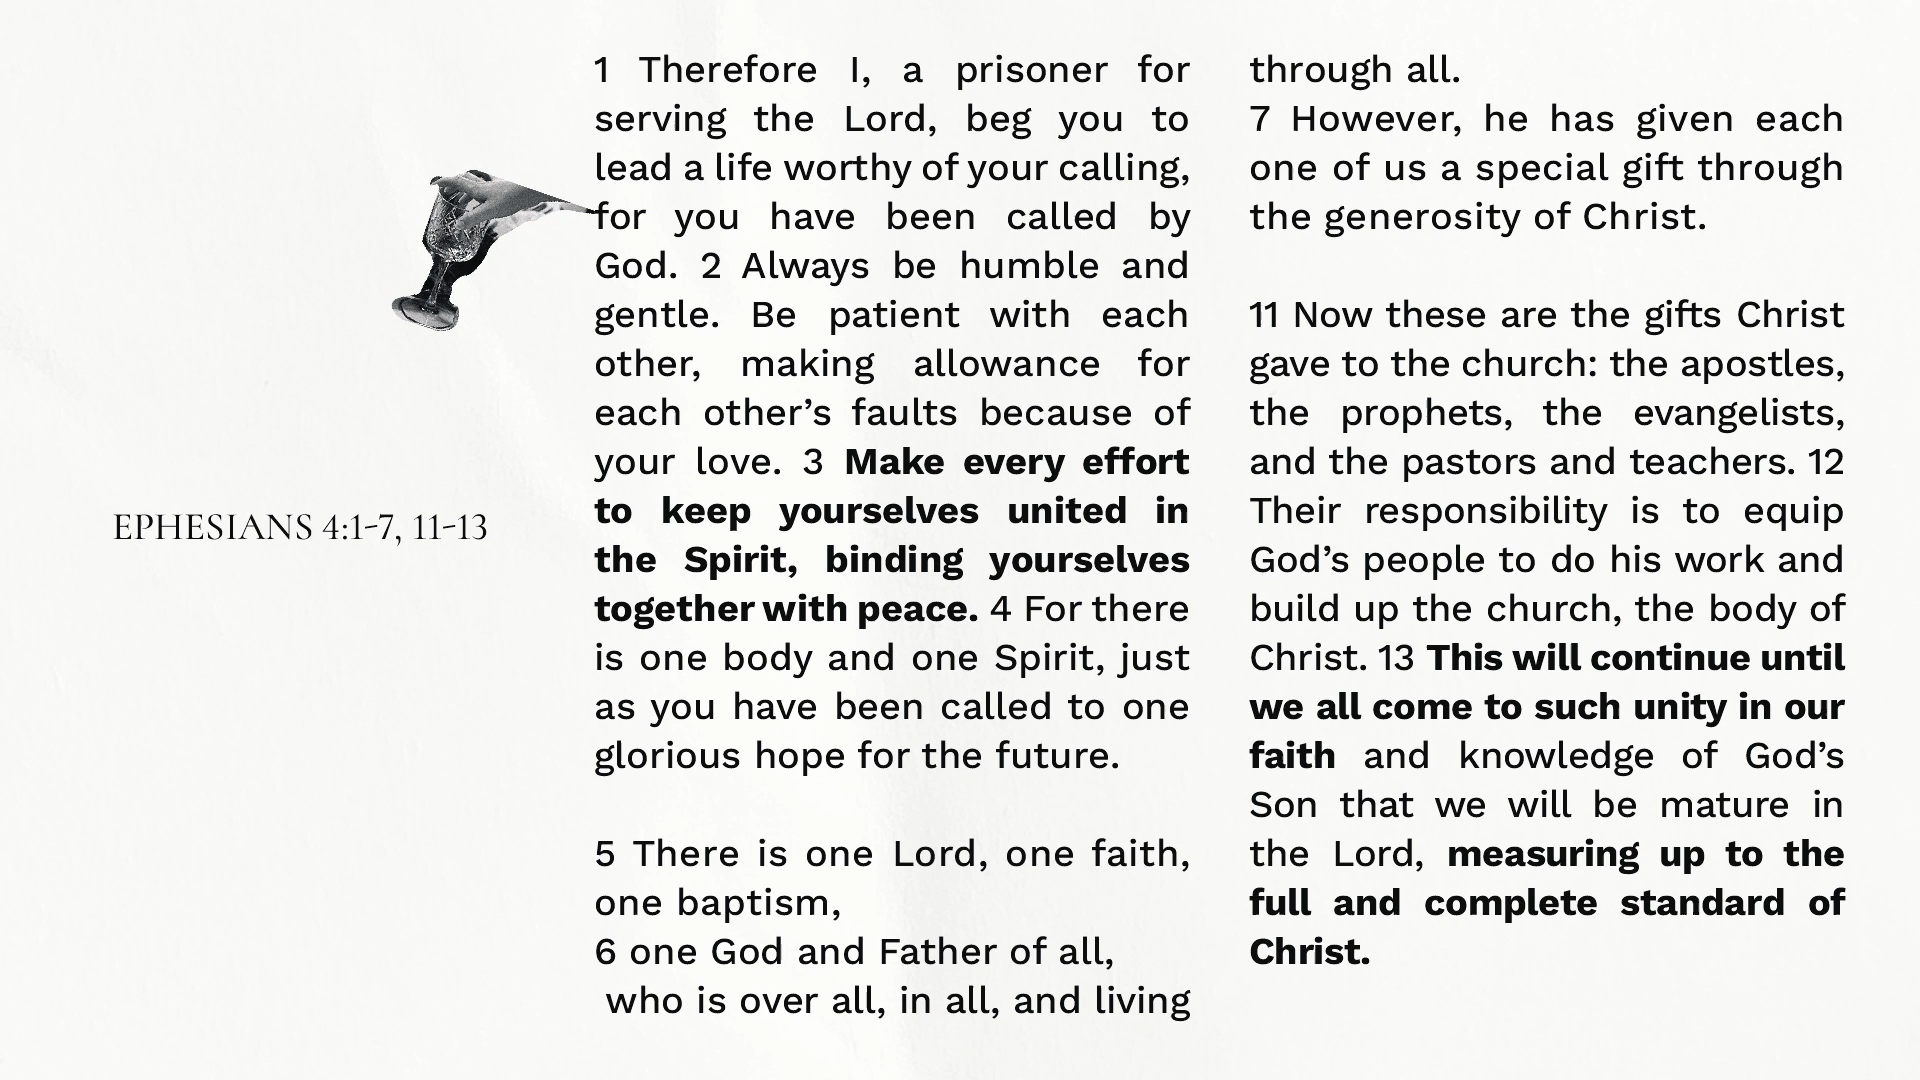 EPHESIANS 4:1-7, 11-13
1 Therefore I, a prisoner for
serving the Lord, beg you to
lead a life worthy of your calling,
for you have been called by
God. 2 Always be humble and
gentle. Be patient with each
other, making allowance for
each other’s faults because of
your love. 3 Make every effort
to keep yourselves united in
the Spirit, binding yourselves
together with peace. 4 For there
is one body and one Spirit, just
as you have been called to one
glorious hope for the future.
5 There is one Lord, one faith,
one baptism,
6 one God and Father of all,
who is over all, in all, and living
through all.
7 However, he has given each
one of us a special gift through
the generosity of Christ.
11 Now these are the gifts Christ
gave to the church: the apostles,
the prophets, the evangelists,
and the pastors and teachers. 12
Their responsibility is to equip
God’s people to do his work and
build up the church, the body of
Christ. 13 This will continue until
we all come to such unity in our
faith and knowledge of God’s
Son that we will be mature in
the Lord, measuring up to the
full and complete standard of
Christ.